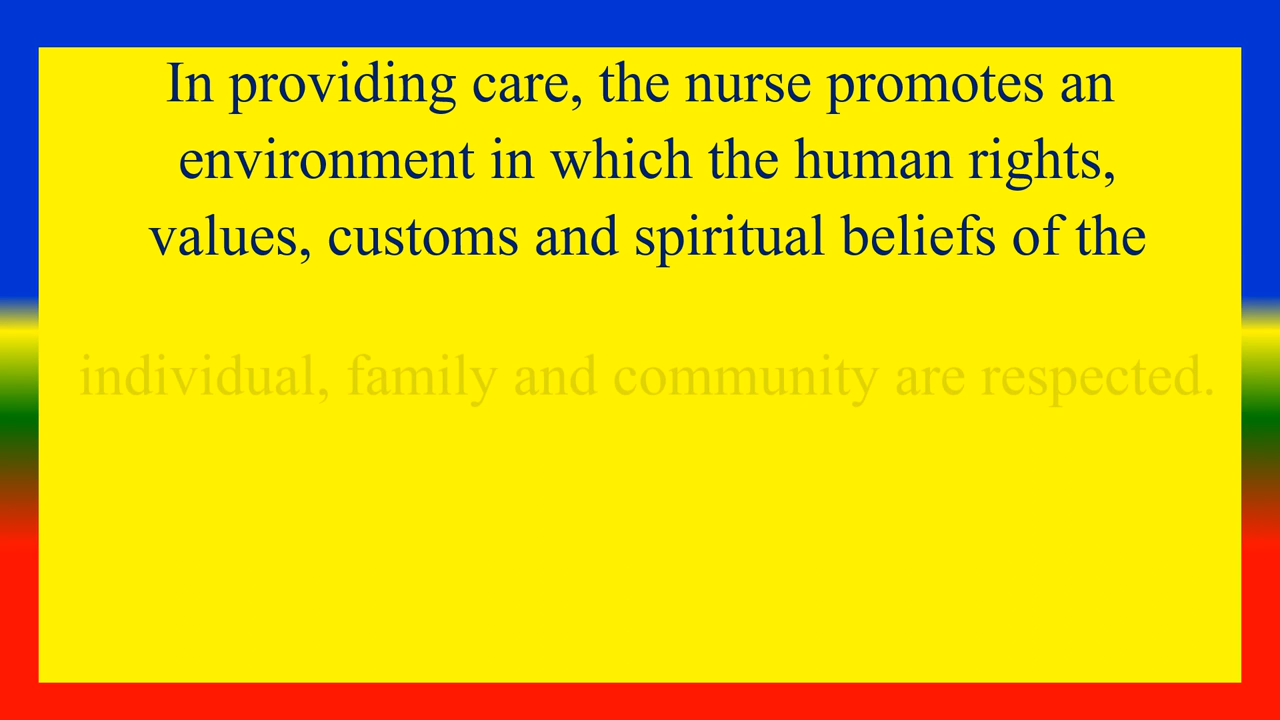 In providing care, the nurse promotes an
environment in which the human rights,
values, customs and spiritual beliefs of the
individual, family and community are respected.